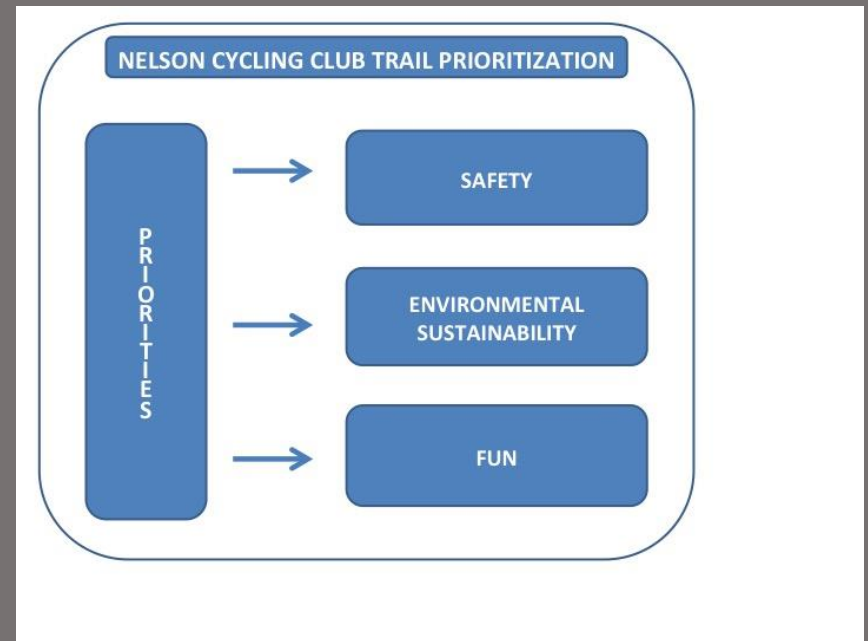 NELSON CYCLING CLUB TRAIL PRIORITIZATION
PRIORITIES
SAFETY
ENVIRONMENTAL
SUSTAINABILITY
FUN